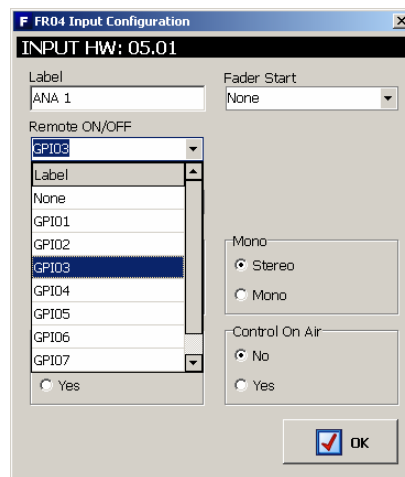 F FR04 Input Configuration
INPUT HW: 05.01
Label
Fader Start
ANA 1
None
Remote ON/OFF
GPI03
Label
None
GPI01
GPI02
GPI03
GPI04
GPI05
GPI06
GPI07
Mono
Stereo
Mono
Control On Air
No
Yes
Yes
OK